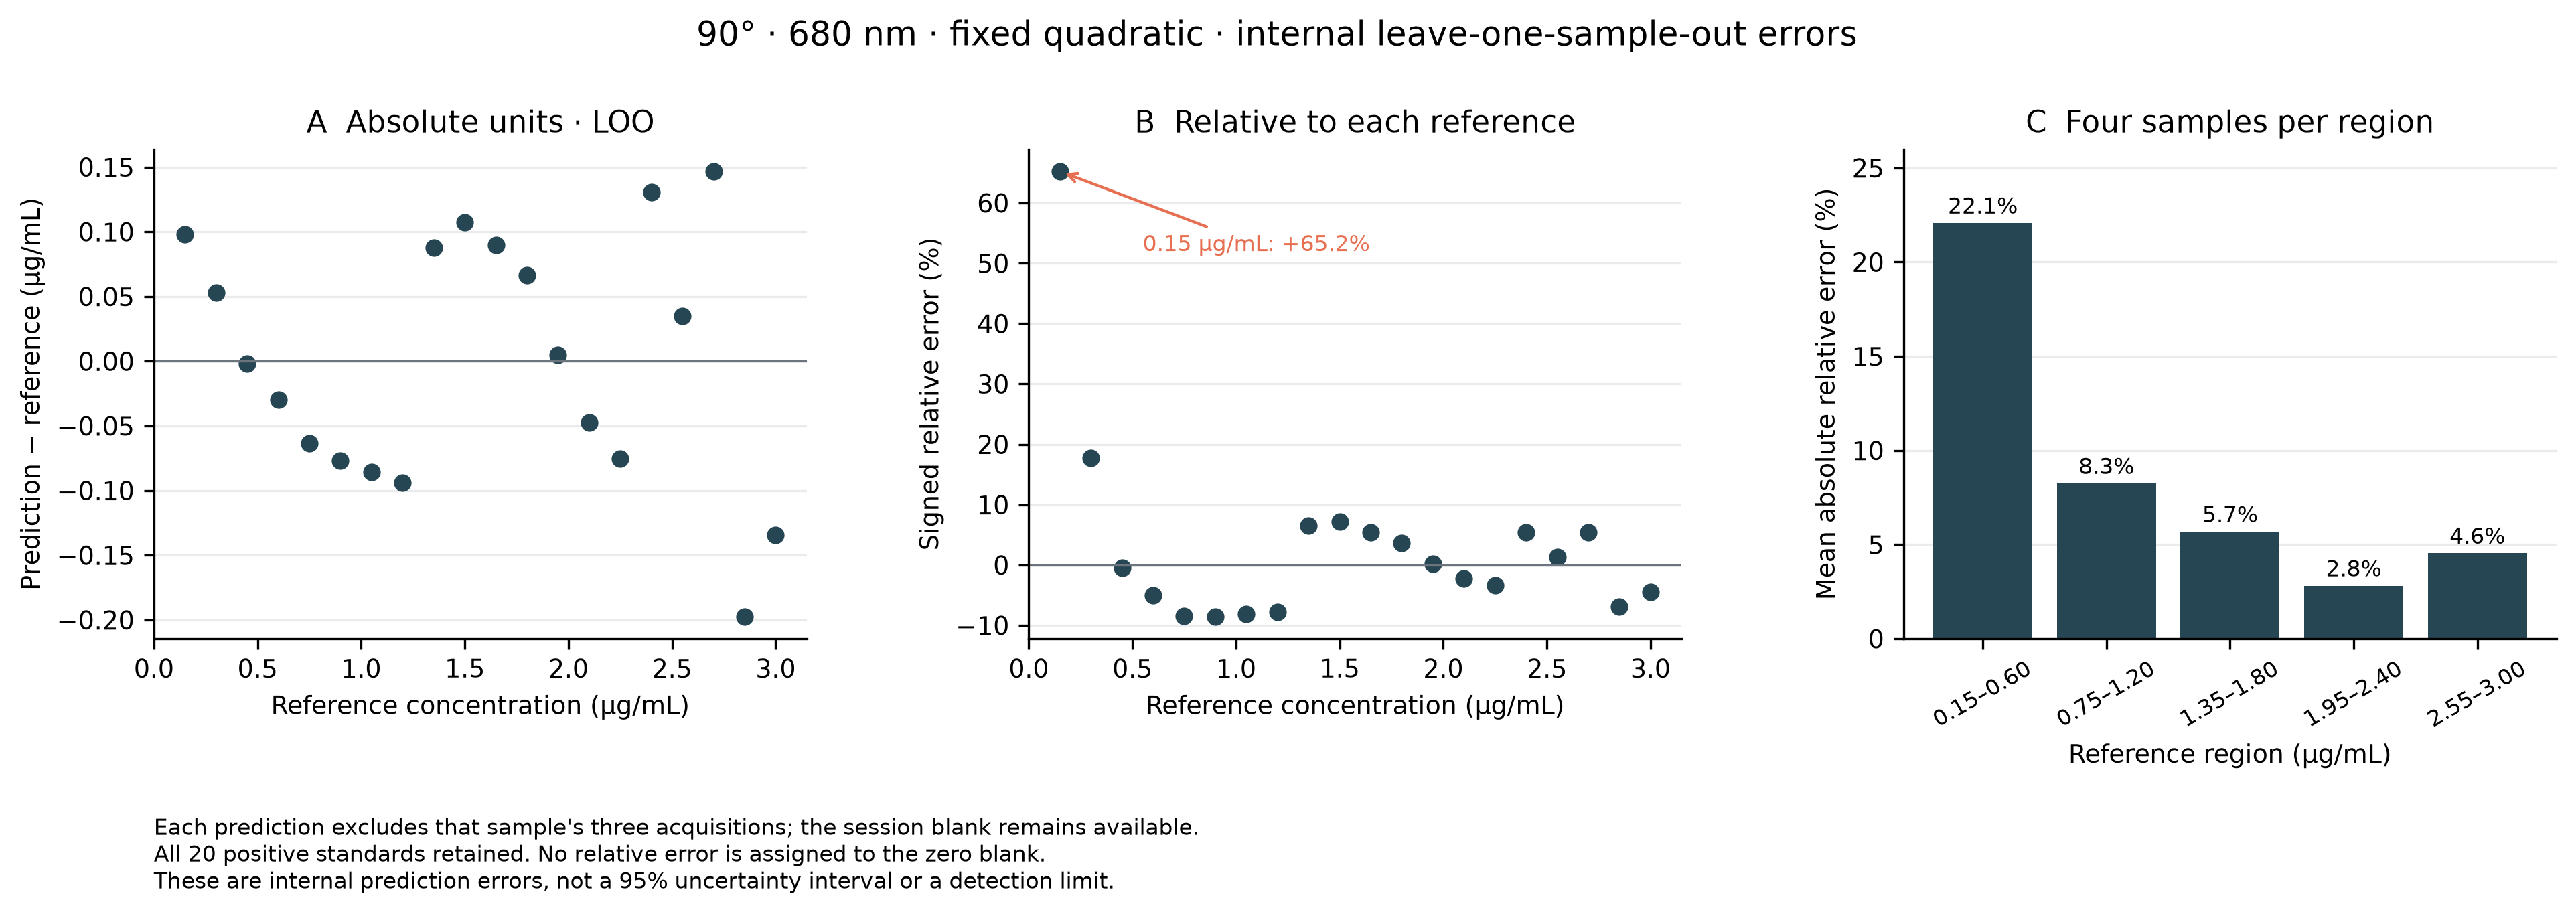 90° · 680 nm · fixed quadratic · internal leave-one-sample-out errors
A Absolute units · LOO
Prediction − reference (µg/mL)
0.15
0.10
0.05
0.00
−0.05
−0.10
−0.15
−0.20
0.0 0.5 1.0 1.5 2.0 2.5 3.0
Reference concentration (µg/mL)
B Relative to each reference
Signed relative error (%)
60
50
40
30
20
10
0
−10
0.15 µg/mL: +65.2%
0.0 0.5 1.0 1.5 2.0 2.5 3.0
Reference concentration (µg/mL)
C Four samples per region
Mean absolute relative error (%)
25
20
15
10
5
0
22.1%
8.3%
5.7%
2.8%
4.6%
0.15–0.60 0.75–1.20 1.35–1.80 1.95–2.40 2.55–3.00
Reference region (µg/mL)
Each prediction excludes that sample's three acquisitions; the session blank remains available.
All 20 positive standards retained. No relative error is assigned to the zero blank.
These are internal prediction errors, not a 95% uncertainty interval or a detection limit.